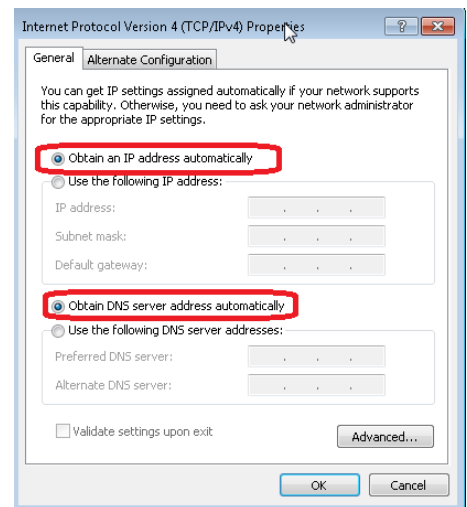 Internet Protocol Version 4 (TCP/IPv4) Properties
General
Alternate Configuration
You can get IP settings assigned automatically if your network supports
this capability. Otherwise, you need to ask your network administrator
for the appropriate IP settings.
Obtain an IP address automatically
Use the following IP address:
IP address:
Subnet mask:
Default gateway:
Obtain DNS server address automatically
Use the following DNS server addresses:
Preferred DNS server:
Alternate DNS server:
Validate settings upon exit
Advanced...
OK
Cancel